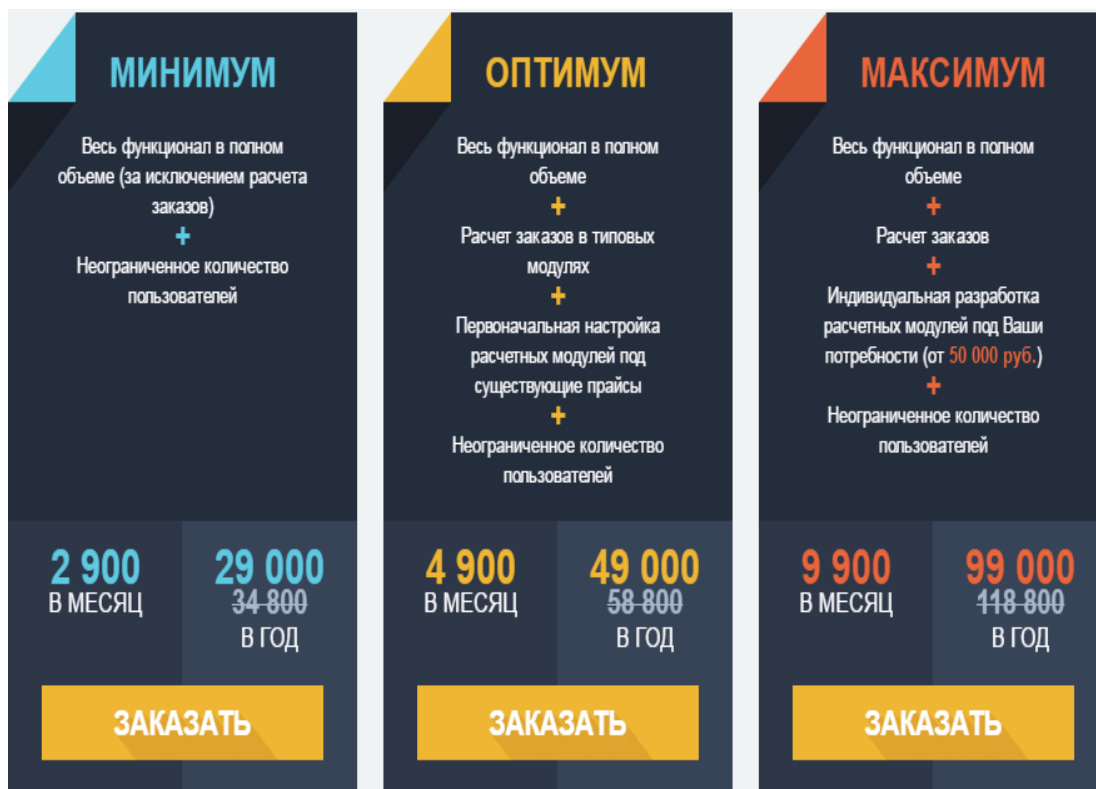 МИНИМУМ
Весь функционал в полном
объеме (за исключением расчета
заказов)
+
Неограниченное количество
пользователей
2 900
В МЕСЯЦ
29 000
34 800
В ГОД
ЗАКАЗАТЬ
ОПТИМУМ
Весь функционал в полном
объеме
+
Расчет заказов в типовых
модулях
+
Первоначальная настройка
расчетных модулей под
существующие прайсы
+
Неограниченное количество
пользователей
4 900
В МЕСЯЦ
49 000
58 800
В ГОД
ЗАКАЗАТЬ
МАКСИМУМ
Весь функционал в полном
объеме
+
Расчет заказов
+
Индивидуальная разработка
расчетных модулей под Ваши
потребности (от 50 000 руб.)
+
Неограниченное количество
пользователей
9 900
В МЕСЯЦ
99 000
118 800
В ГОД
ЗАКАЗАТЬ